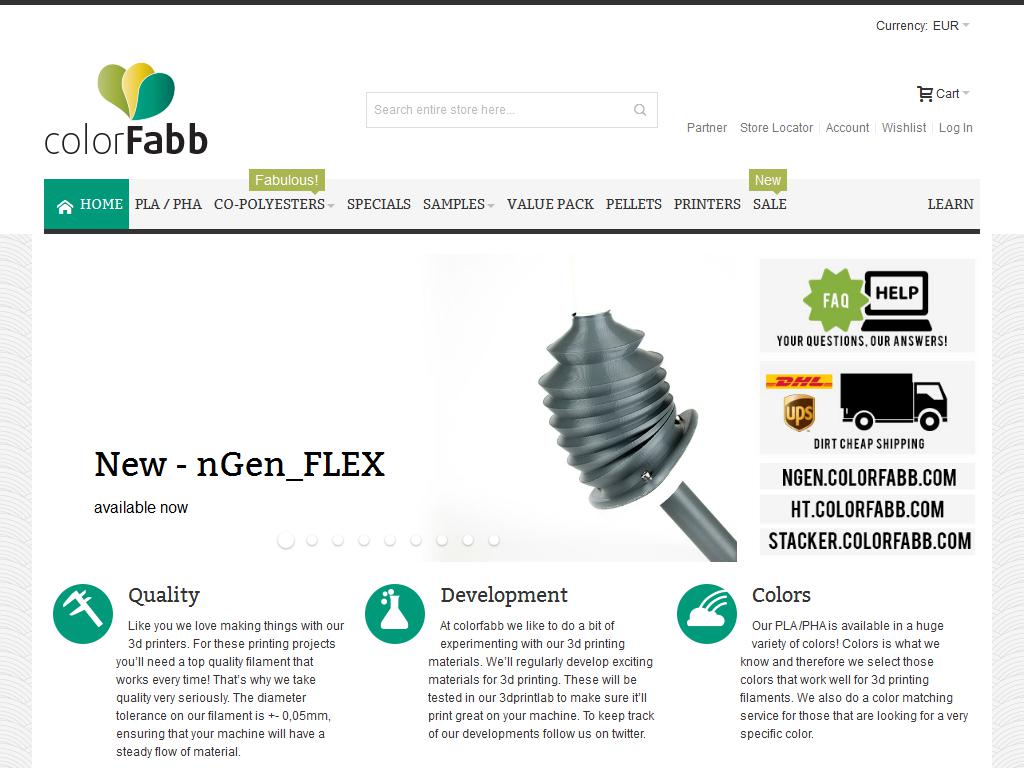 Currency: EUR
colorFabb
Search entire store here...
Cart
Partner Store Locator Account Wishlist Log In
Fabulous! New
HOME PLA / PHA CO-POLYESTERS SPECIALS SAMPLES VALUE PACK PELLETS PRINTERS SALE LEARN
New - nGen_FLEX
available now
FAQ HELP
YOUR QUESTIONS, OUR ANSWERS!
DHL
ups
DIRT CHEAP SHIPPING
NGEN.COLORFABB.COM
HT.COLORFABB.COM
STACKER.COLORFABB.COM
Quality
Like you we love making things with our
3d printers. For these printing projects
you’ll need a top quality filament that
works every time! That’s why we take
quality very seriously. The diameter
tolerance on our filament is +- 0,05mm,
ensuring that your machine will have a
steady flow of material.
Development
At colorfabb we like to do a bit of
experimenting with our 3d printing
materials. We’ll regularly develop exciting
materials for 3d printing. These will be
tested in our 3dprintlab to make sure it’ll
print great on your machine. To keep track
of our developments follow us on twitter.
Colors
Our PLA/PHA is available in a huge
variety of colors! Colors is what we
know and therefore we select those
colors that work well for 3d printing
filaments. We also do a color matching
service for those that are looking for a very
specific color.